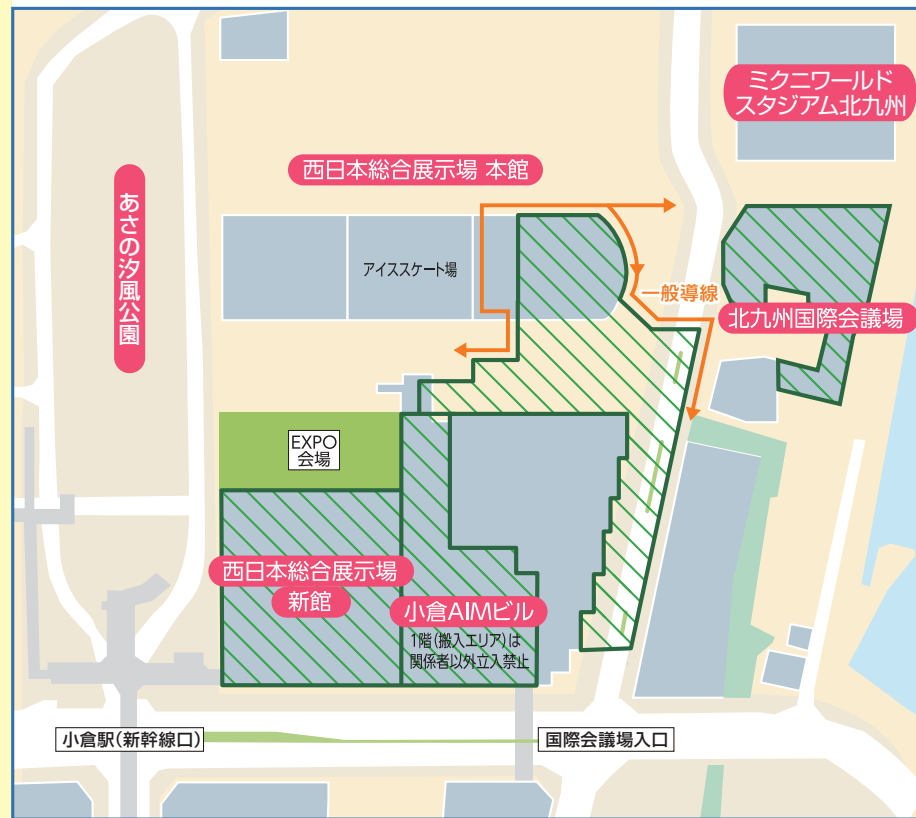 ミクニワールド
スタジアム北九州
西日本総合展示場 本館
あさの汐風公園
アイススケート場
一般導線
北九州国際会議場
EXPO
会場
西日本総合展示場
新館
小倉AIMビル
1階(搬入エリア)は
関係者以外立入禁止
小倉駅(新幹線口)
国際会議場入口